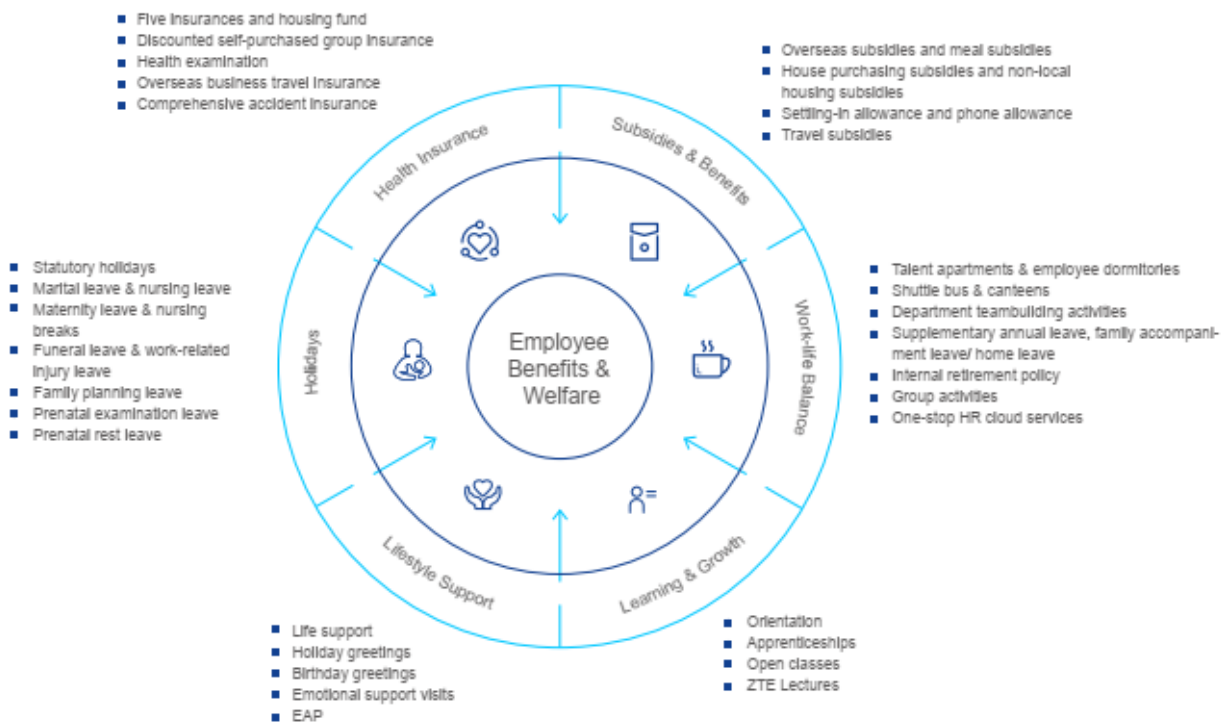 Five insurances and housing fund
Discounted self-purchased group insurance
Health examination
Overseas business travel insurance
Comprehensive accident insurance
Overseas subsidies and meal subsidies
House purchasing subsidies and non-local
housing subsidies
Settling-in allowance and phone allowance
Travel subsidies
Health Insurance
Subsidies & Benefits
Statutory holidays
Marital leave & nursing leave
Maternity leave & nursing
breaks
Funeral leave & work-related
injury leave
Family planning leave
Prenatal examination leave
Prenatal rest leave
Holidays
Employee
Benefits &
Welfare
Work-life Balance
Talent apartments & employee dormitories
Shuttle bus & canteens
Department teambuilding activities
Supplementary annual leave, family accompani-
ment leave/ home leave
Internal retirement policy
Group activities
One-stop HR cloud services
Lifestyle Support
Learning & Growth
Life support
Holiday greetings
Birthday greetings
Emotional support visits
EAP
Orientation
Apprenticeships
Open classes
ZTE Lectures